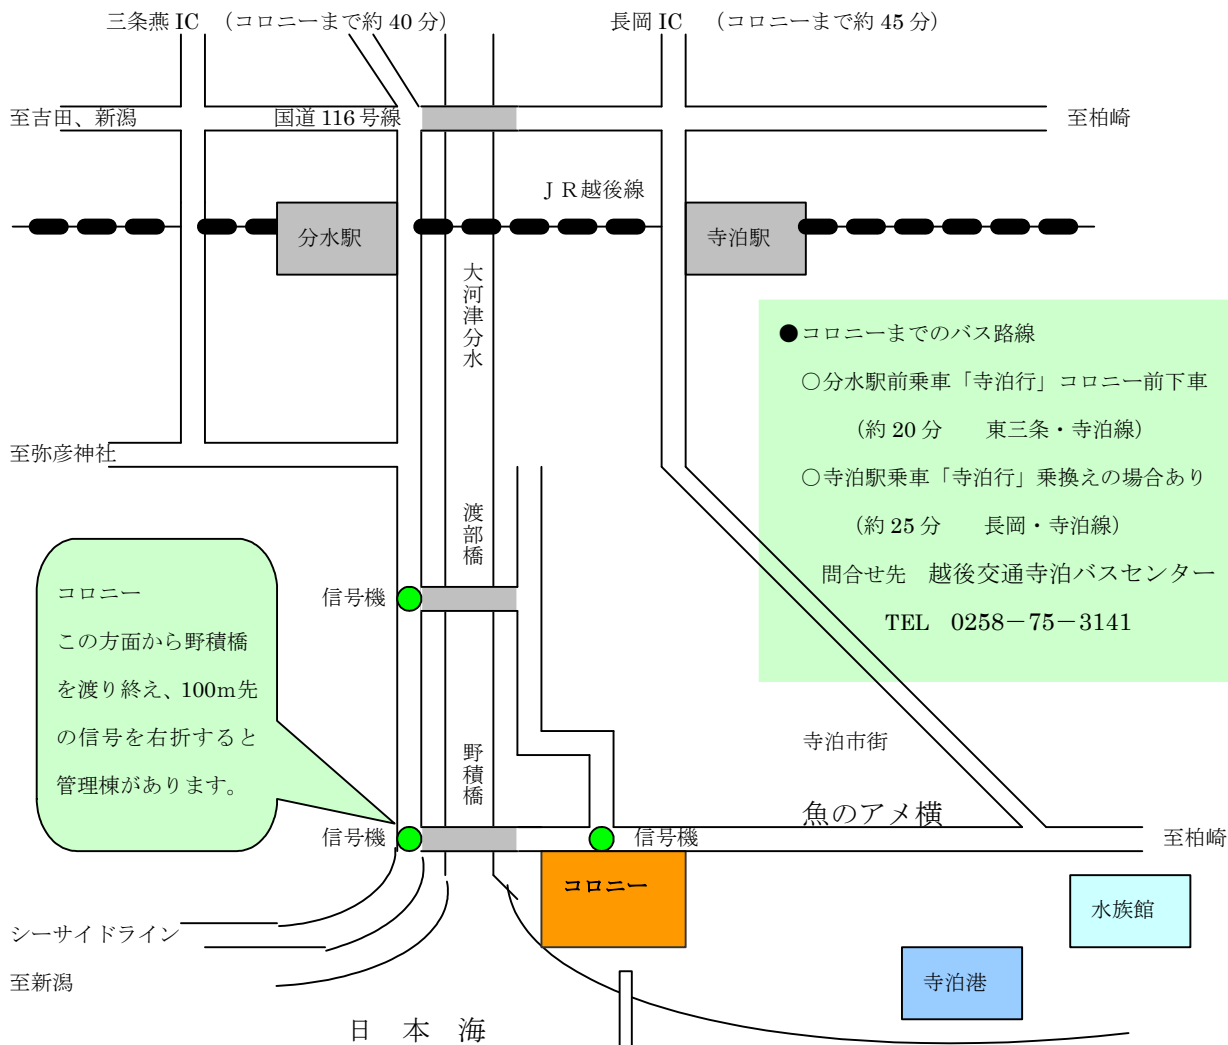 三条燕 IC （コロニーまで約 40 分）
長岡 IC （コロニーまで約 45 分）
至吉田、新潟
国道 116 号線
至柏崎
ＪＲ越後線
分水駅
寺泊駅
大河津分水
●コロニーまでのバス路線
○分水駅前乗車「寺泊行」コロニー前下車
（約 20 分　　東三条・寺泊線）
○寺泊駅乗車「寺泊行」乗換えの場合あり
（約 25 分　　長岡・寺泊線）
問合せ先　越後交通寺泊バスセンター
TEL　0258－75－3141
至弥彦神社
渡部橋
信号機
コロニー
この方面から野積橋
を渡り終え、100m先
の信号を右折すると
管理棟があります。
野積橋
寺泊市街
魚のアメ横
信号機
信号機
至柏崎
コロニー
水族館
シーサイドライン
至新潟
寺泊港
日　本　海